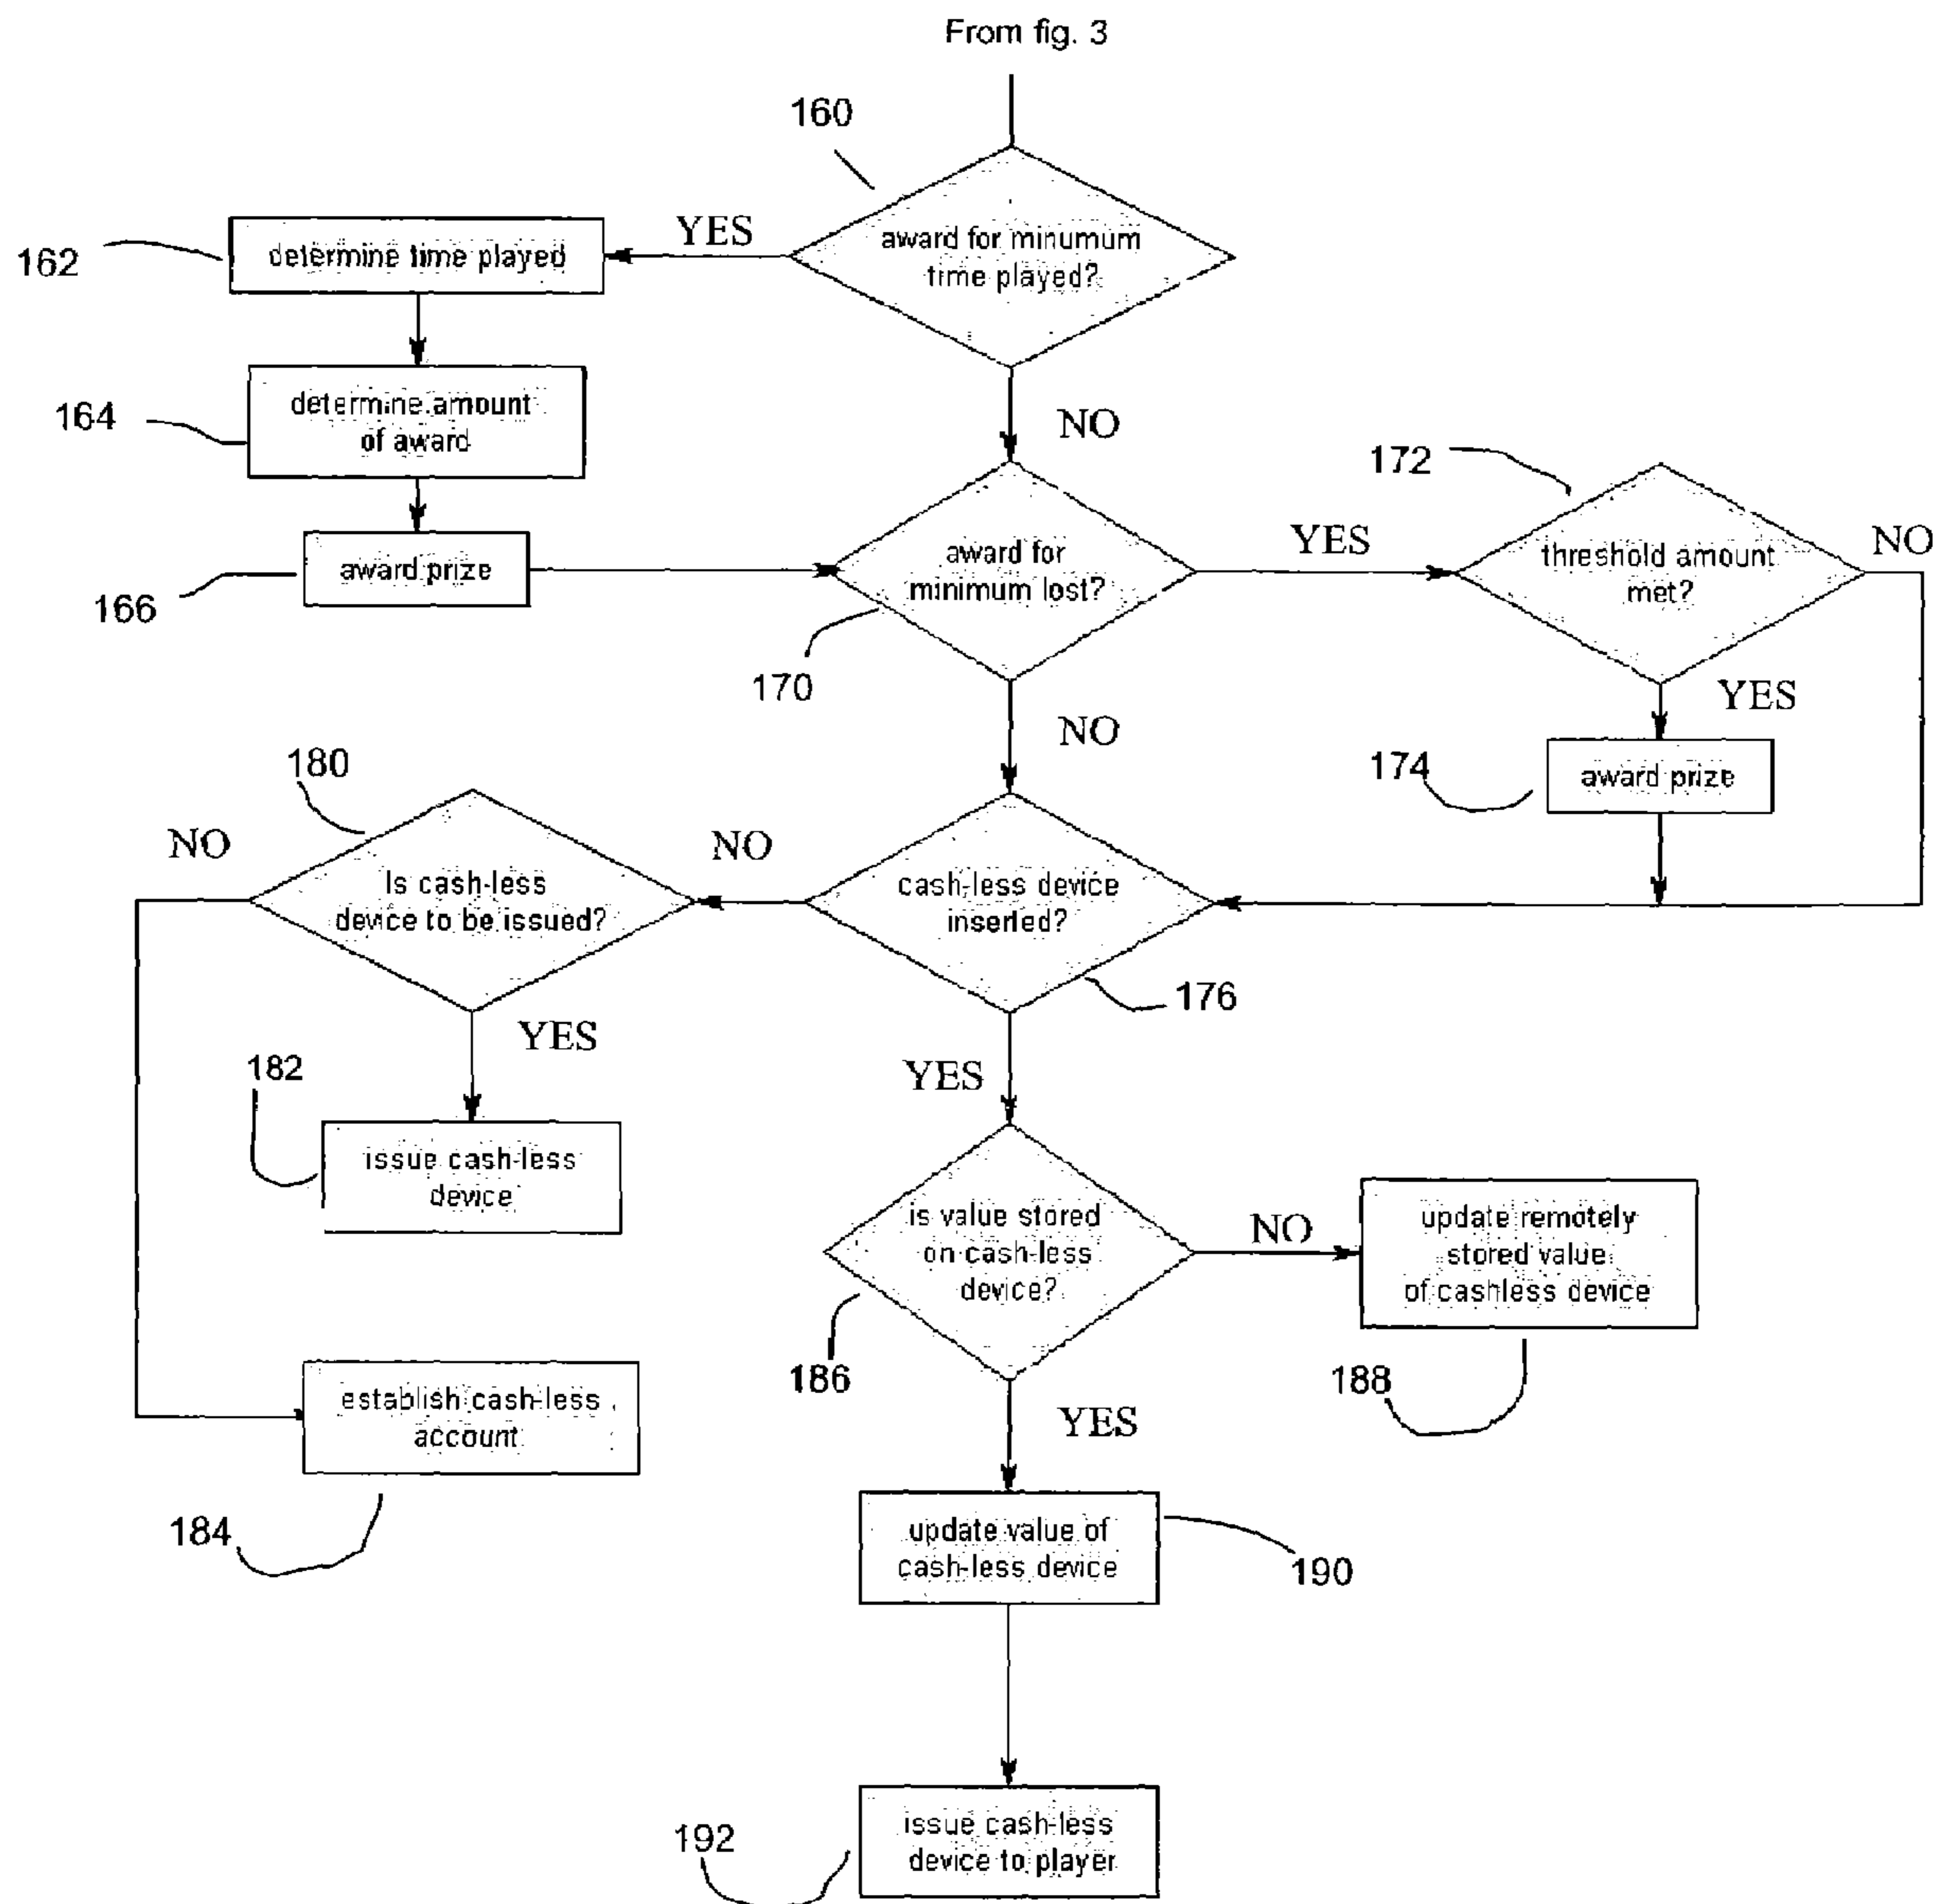 From fig. 3
160
award for minumum
time played?
YES
determine time played
162
NO
determine amount
of award
164
award prize
166
award for
minimum lost?
170
YES
172
threshold amount
met?
NO
YES
174
award prize
NO
180
Is cash-less
device to be issued?
NO
NO
cash-less device
inserted?
176
YES
182
issue cash-less
device
YES
is value stored
on cash-less
device?
186
NO
update remotely
stored value
of cashless device
188
establish cash-less
account
184
YES
update value of
cash-less device
190
issue cash-less
device to player
192